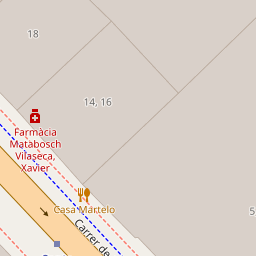 18
14, 16
Farmàcia
Matabosch
Vilaseca,
Xavier
Casa Martelo
5
Carrer de